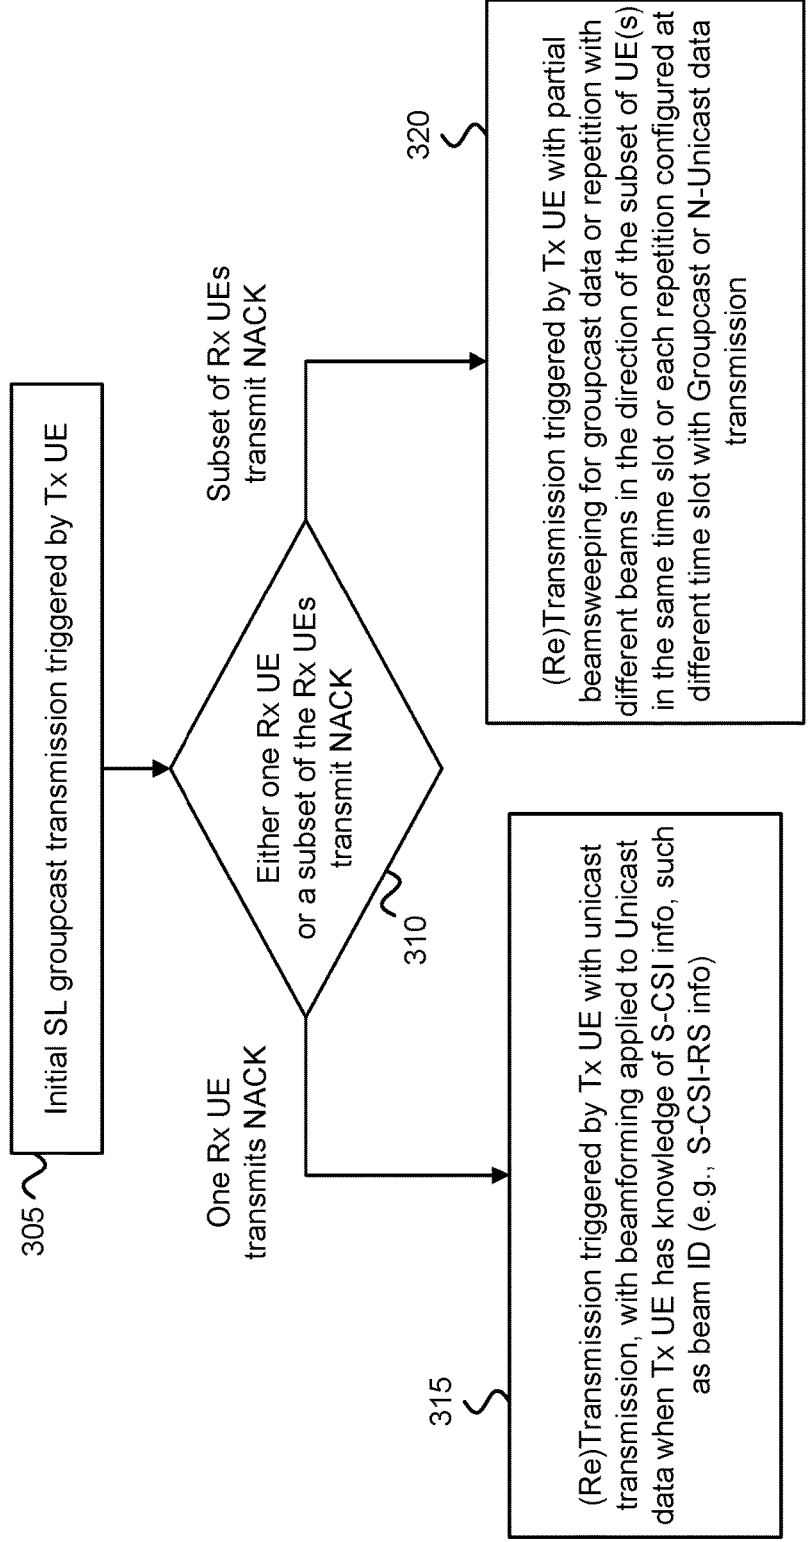 Initial SL groupcast transmission triggered by Tx UE
305
Either one Rx UE
or a subset of the Rx UEs
transmit NACK
310
One Rx UE
transmits NACK
Subset of Rx UEs
transmit NACK
315
(Re)Transmission triggered by Tx UE with unicast
transmission, with beamforming applied to Unicast
data when Tx UE has knowledge of S-CSI info, such
as beam ID (e.g., S-CSI-RS info)
320
(Re)Transmission triggered by Tx UE with partial
beamsweeping for groupcast data or repetition with
different beams in the direction of the subset of UE(s)
in the same time slot or each repetition configured at
different time slot with Groupcast or N-Unicast data
transmission